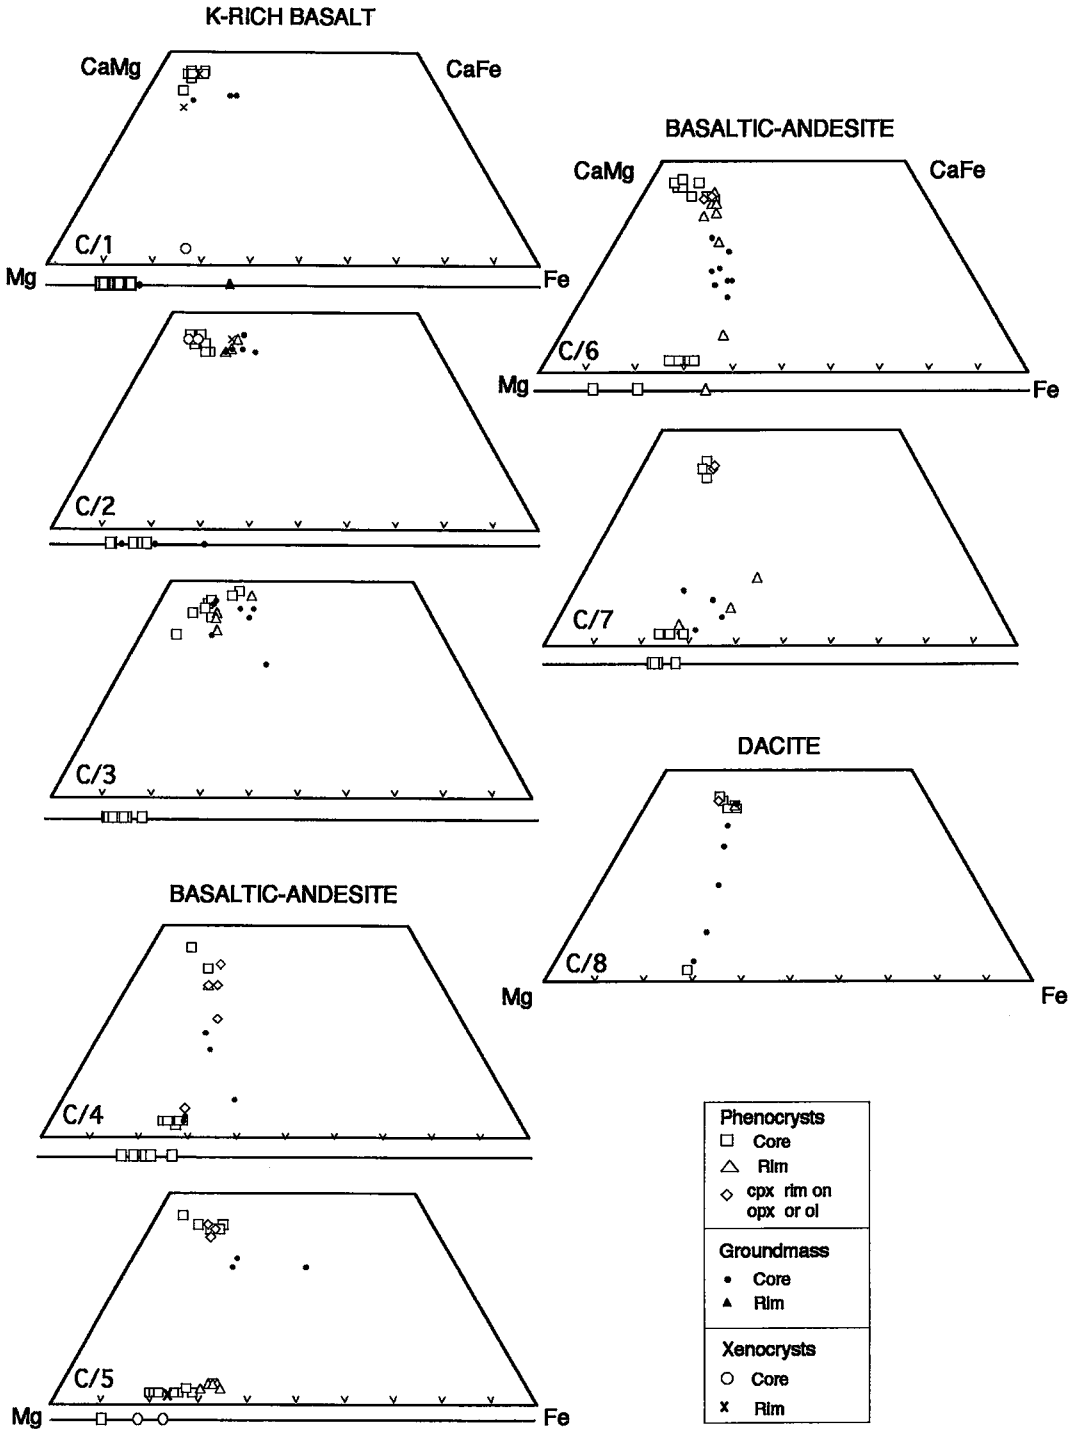 K-RICH BASALT
CaMg
CaFe
C/1
Mg
Fe
C/2
C/3
BASALTIC-ANDESITE
C/4
C/5
Mg
Fe
BASALTIC-ANDESITE
CaMg
CaFe
C/6
Mg
Fe
C/7
DACITE
C/8
Mg
Fe
Phenocrysts
Core
Rim
cpx rim on
opx or ol
Groundmass
Core
Rim
Xenocrysts
Core
Rim